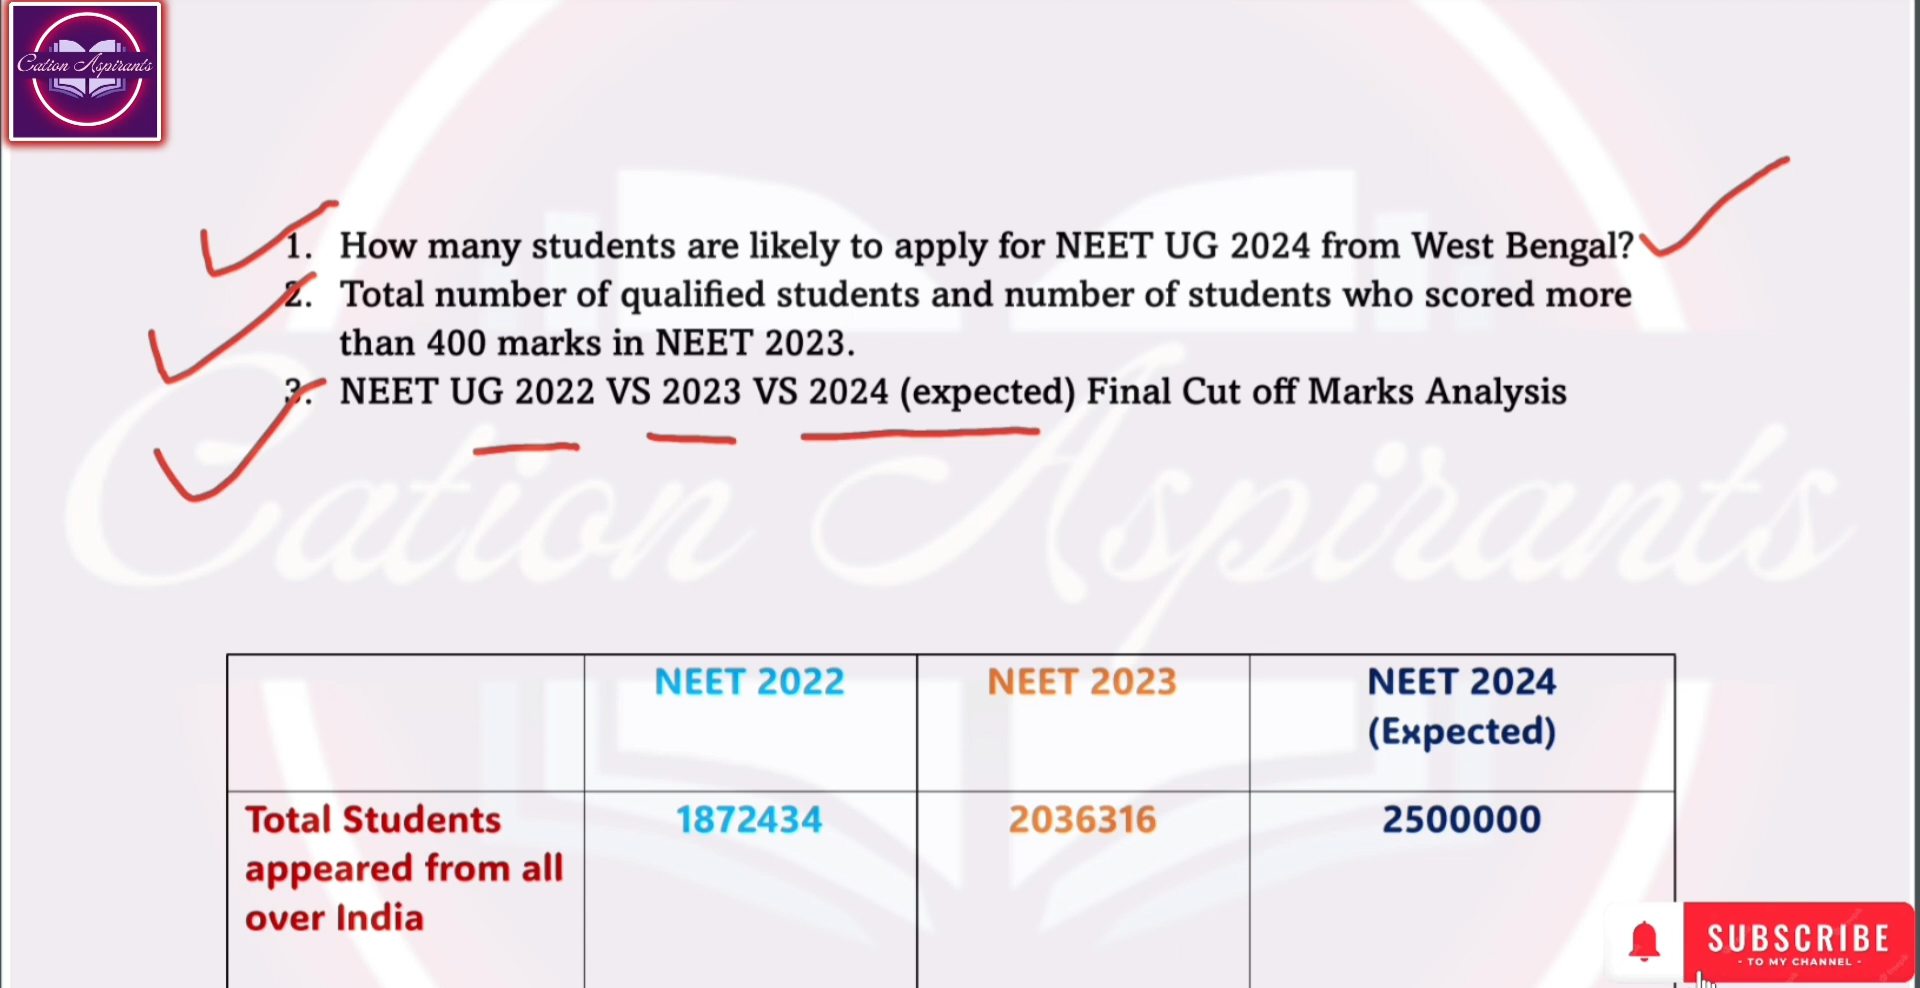 Cation Aspirants
1. How many students are likely to apply for NEET UG 2024 from West Bengal?
2. Total number of qualified students and number of students who scored more
than 400 marks in NEET 2023.
3. NEET UG 2022 VS 2023 VS 2024 (expected) Final Cut off Marks Analysis
Cation Aspirants
NEET 2022 NEET 2023 NEET 2024
(Expected)
Total Students 1872434 2036316 2500000
appeared from all
over India
SUBSCRIBE
- TO MY CHANNEL -